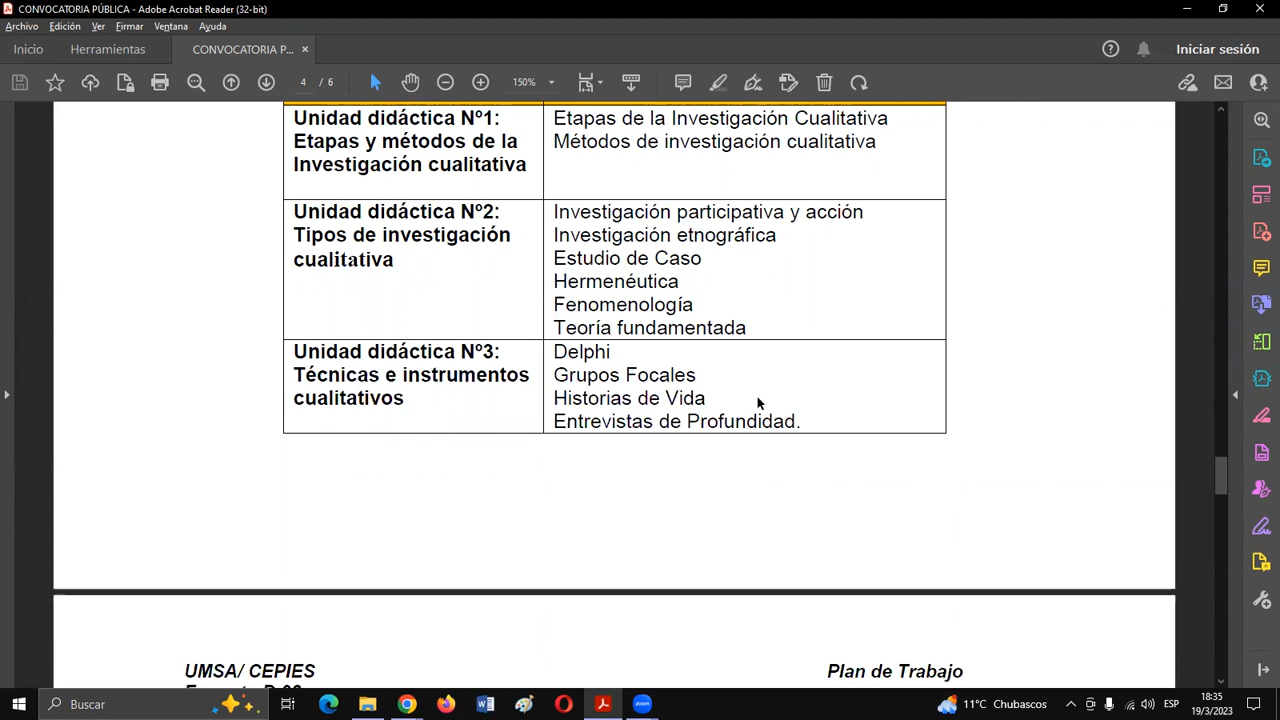 CONVOCATORIA PÚBLICA - Adobe Acrobat Reader (32-bit)
Archivo Edición Ver Firmar Ventana Ayuda
Inicio Herramientas CONVOCATORIA P... × Iniciar sesión
4 / 6 150%
Unidad didáctica Nº1:
Etapas y métodos de la
Investigación cualitativa
Etapas de la Investigación Cualitativa
Métodos de investigación cualitativa
Unidad didáctica Nº2:
Tipos de investigación
cualitativa
Investigación participativa y acción
Investigación etnográfica
Estudio de Caso
Hermenéutica
Fenomenología
Teoría fundamentada
Unidad didáctica Nº3:
Técnicas e instrumentos
cualitativos
Delphi
Grupos Focales
Historias de Vida
Entrevistas de Profundidad.
UMSA/ CEPIES
Plan de Trabajo
Buscar
11°C Chubascos
ESP
18:35
19/3/2023